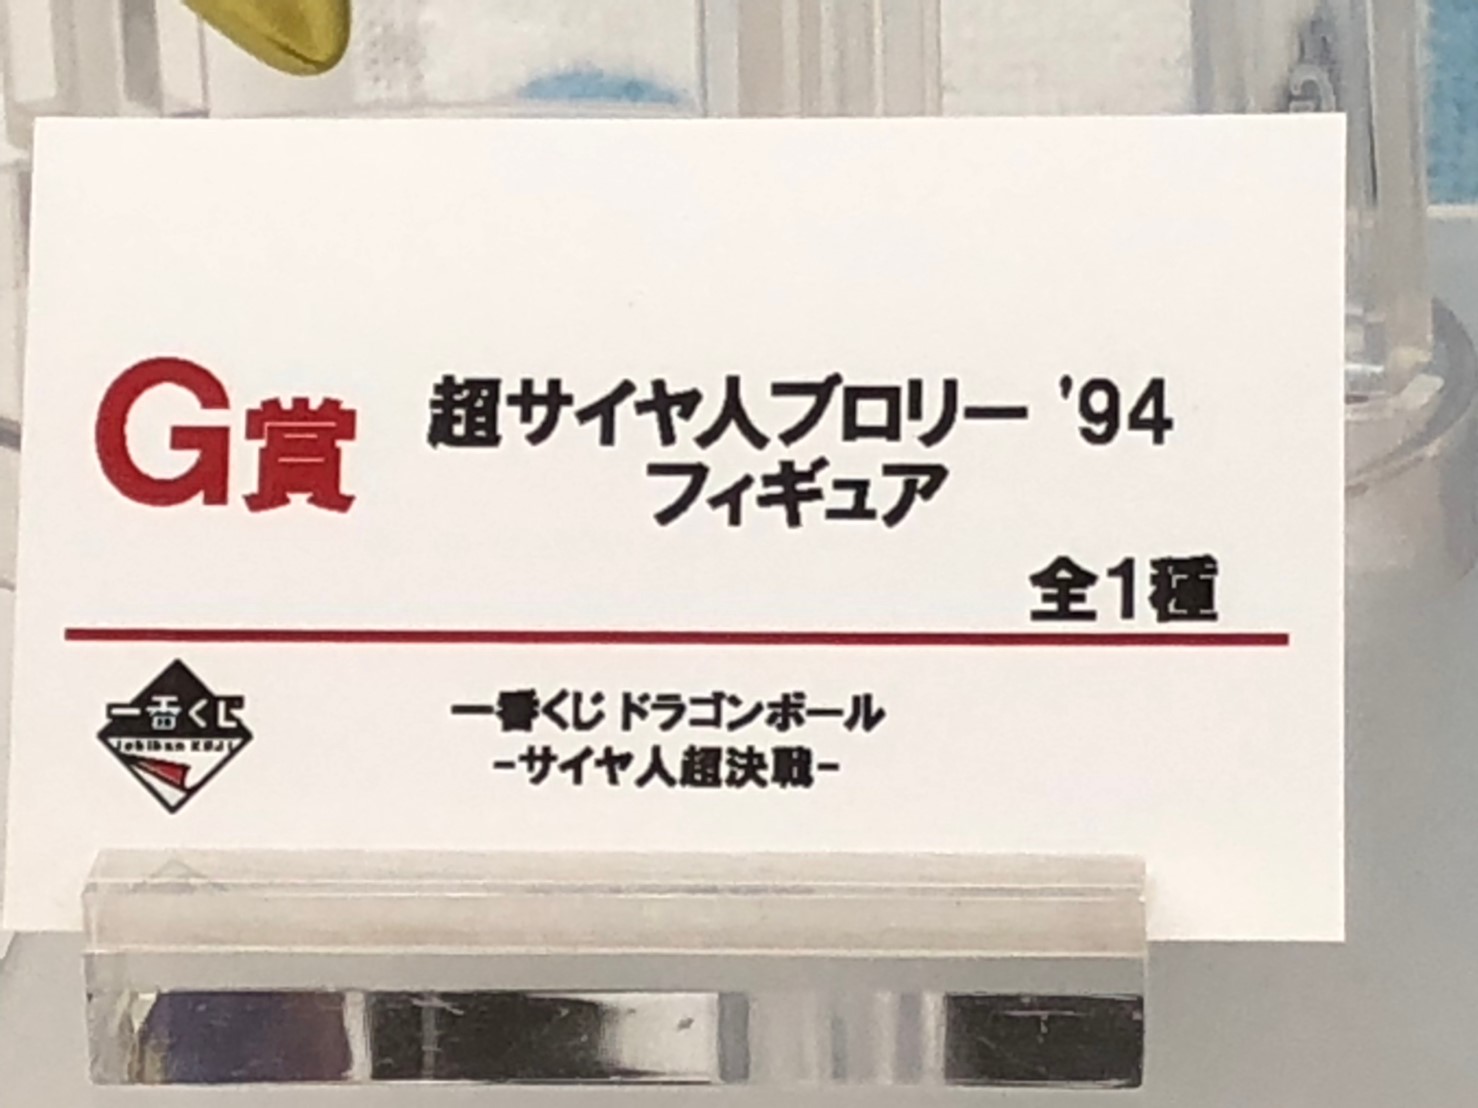 G賞
超サイヤ人ブロリー '94
フィギュア
全1種
一番くじ
Ichiban KUJI
一番くじ ドラゴンボール
-サイヤ人超決戦-